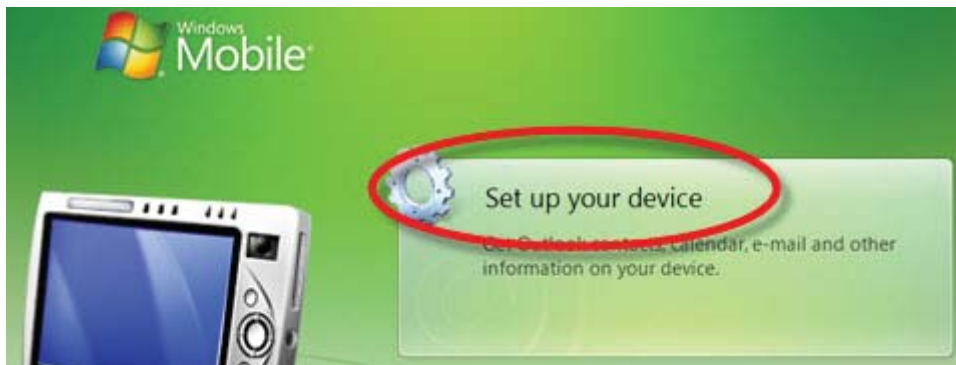 Windows
Mobile®
Set up your device
Get Outlook contacts, calendar, e-mail and other
information on your device.